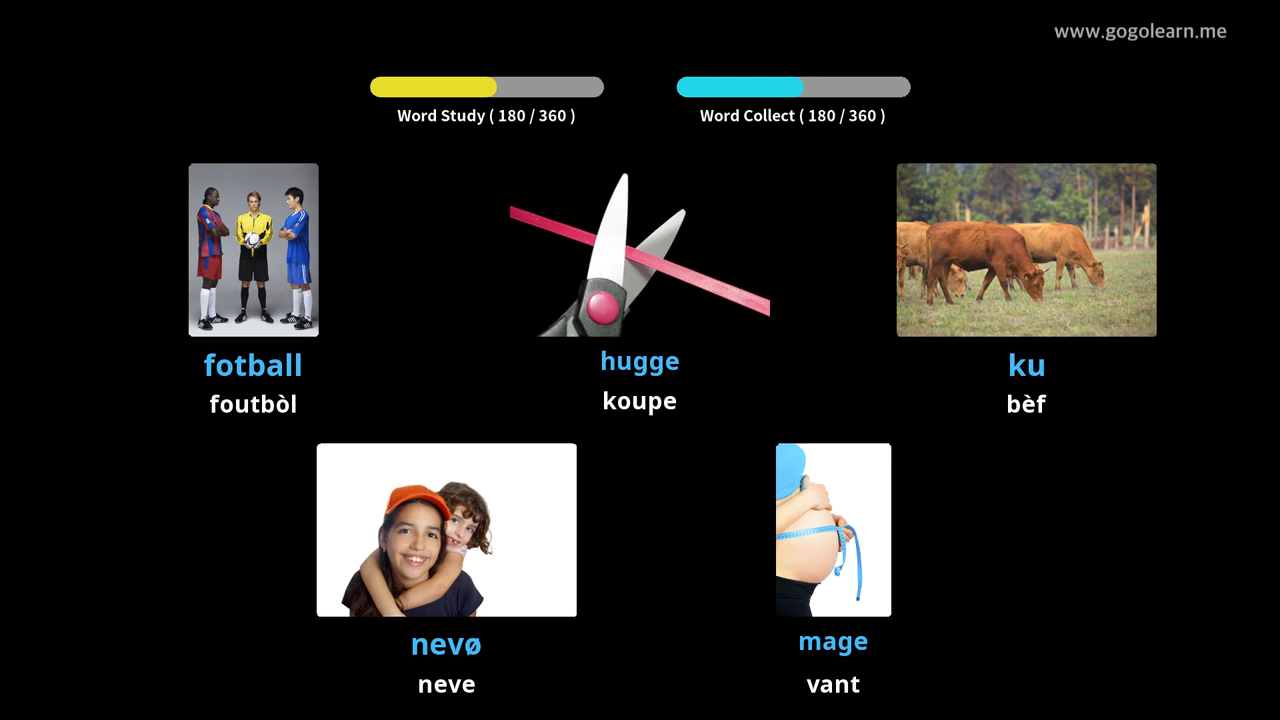 www.gogolearn.me
Word Study ( 180 / 360 )
Word Collect ( 180 / 360 )
fotball
foutbòl
hugge
koupe
ku
bèf
nevø
neve
mage
vant